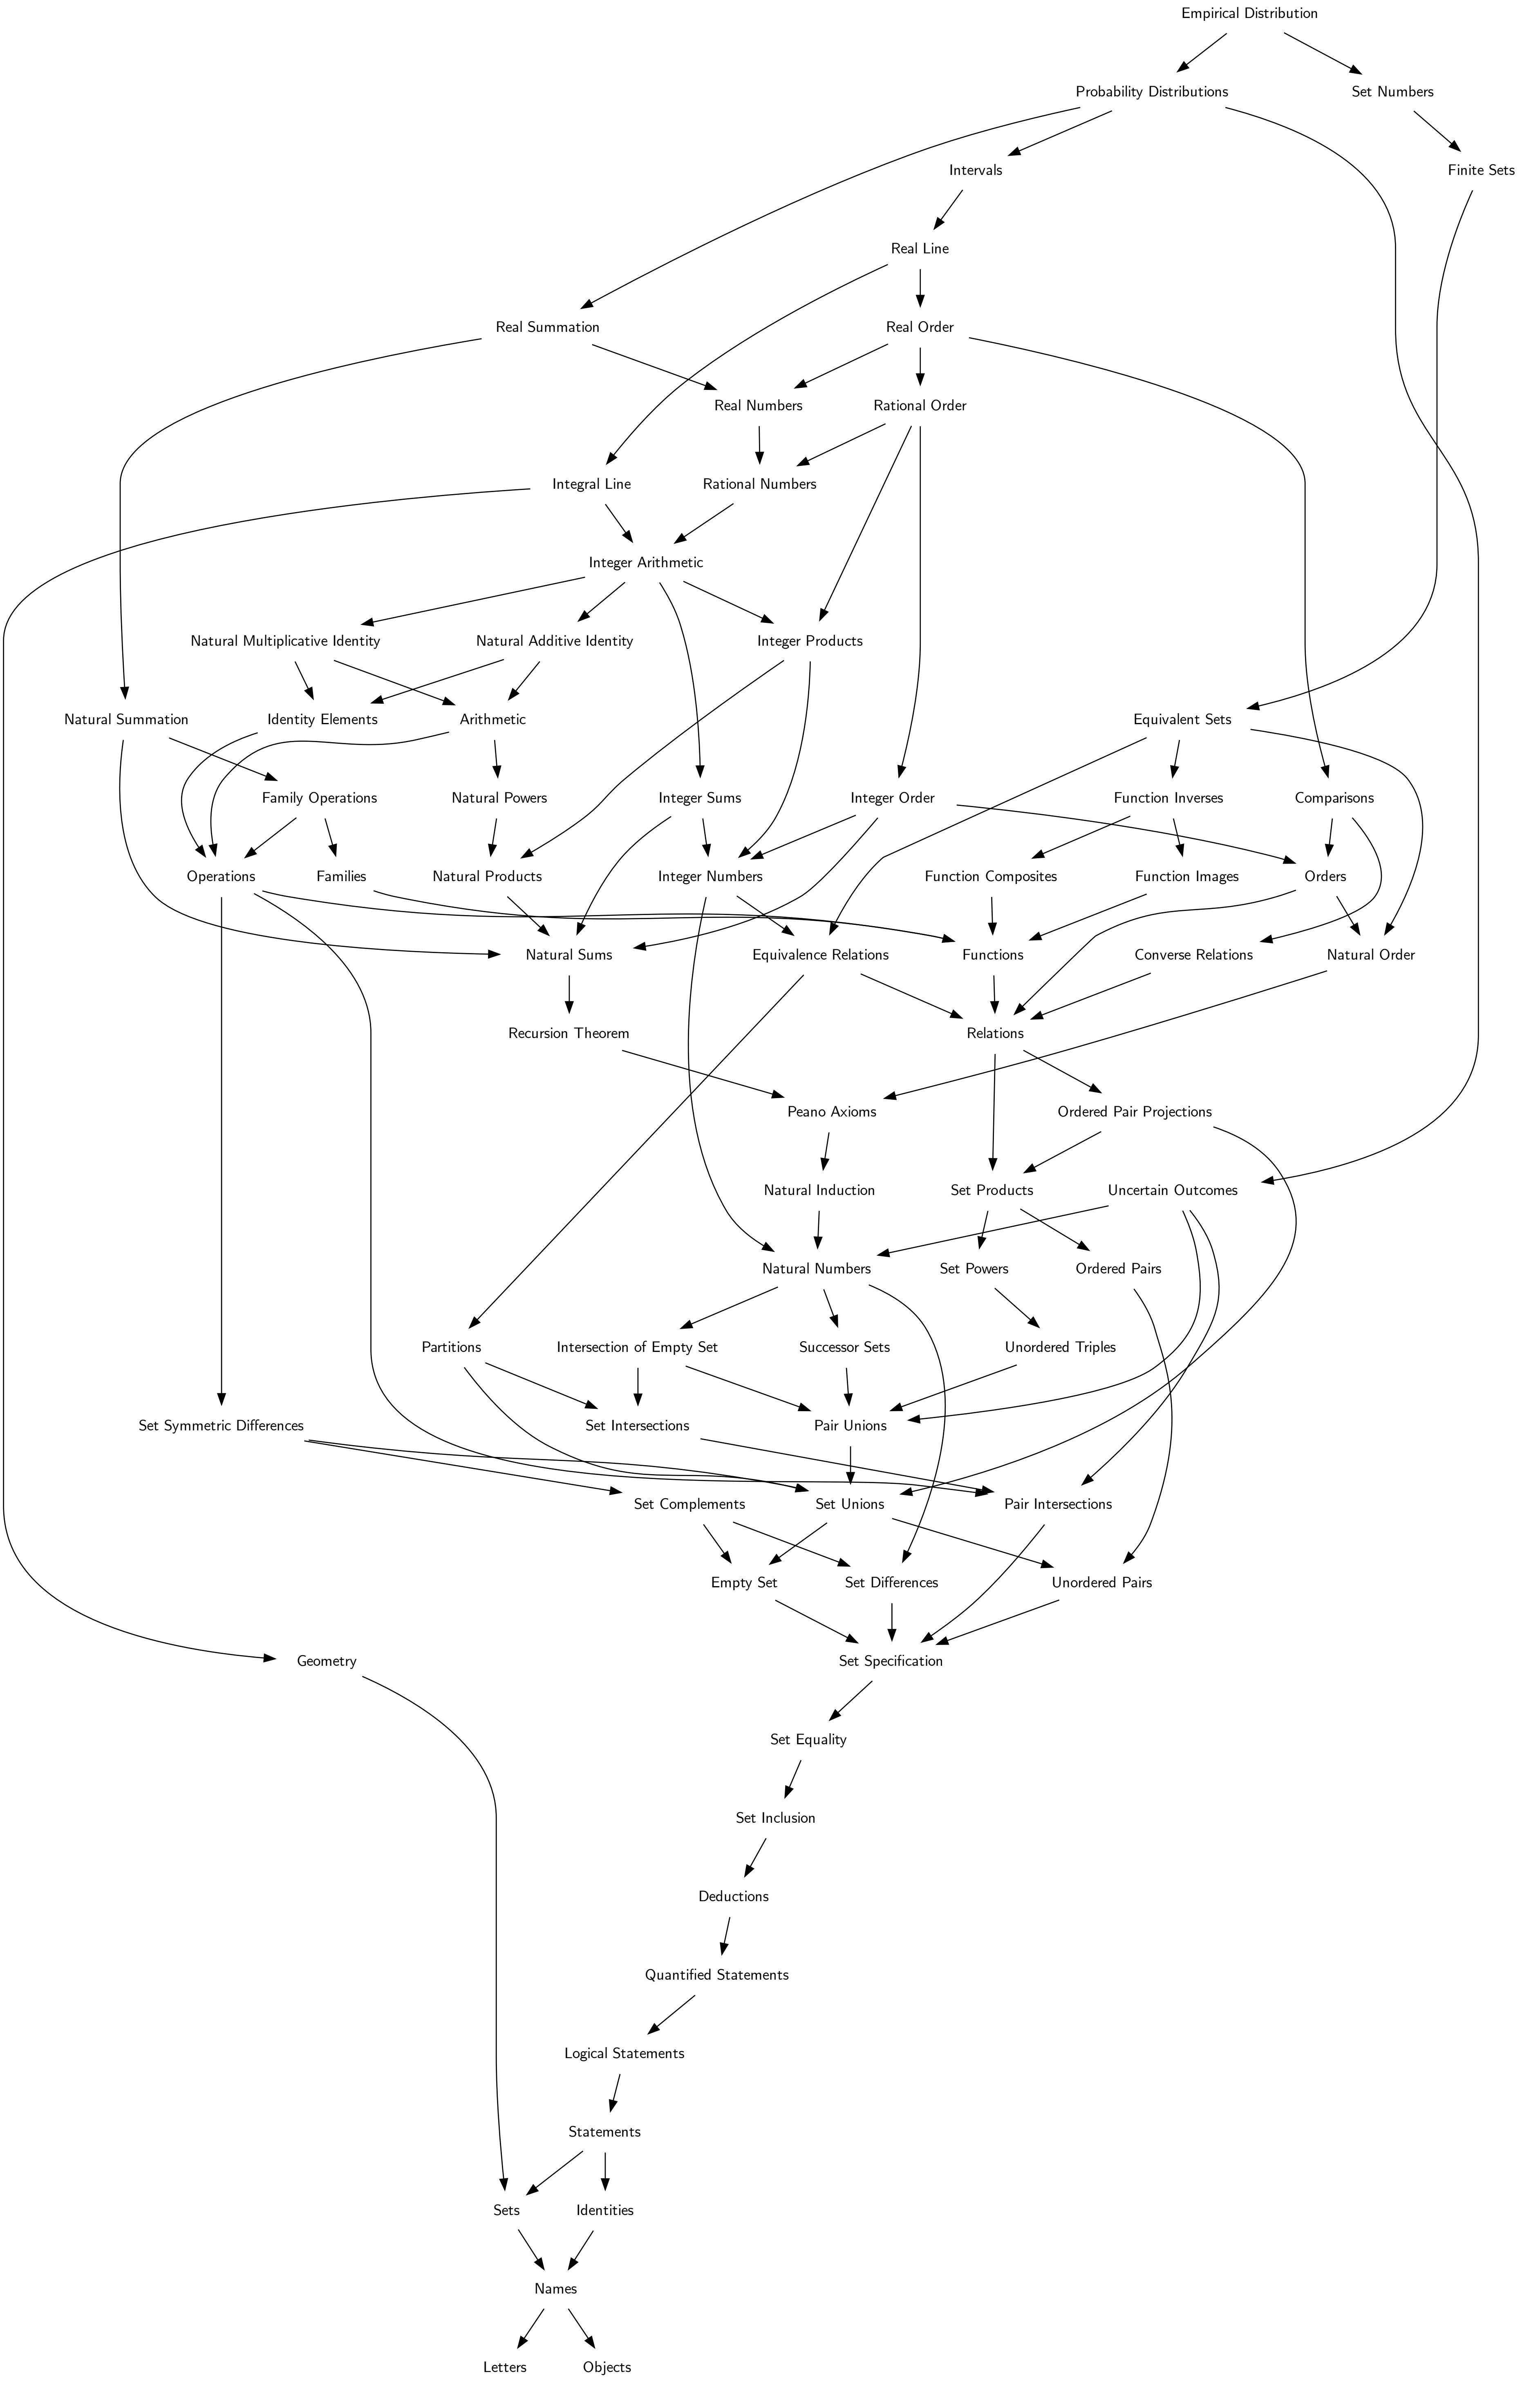 Empirical Distribution
Probability Distributions
Set Numbers
Intervals
Finite Sets
Real Line
Real Summation
Real Order
Real Numbers
Rational Order
Integral Line
Rational Numbers
Integer Arithmetic
Natural Multiplicative Identity
Natural Additive Identity
Integer Products
Natural Summation
Identity Elements
Arithmetic
Equivalent Sets
Family Operations
Natural Powers
Integer Sums
Integer Order
Function Inverses
Comparisons
Operations
Families
Natural Products
Integer Numbers
Function Composites
Function Images
Orders
Natural Sums
Equivalence Relations
Functions
Converse Relations
Natural Order
Recursion Theorem
Relations
Peano Axioms
Ordered Pair Projections
Natural Induction
Set Products
Uncertain Outcomes
Natural Numbers
Set Powers
Ordered Pairs
Partitions
Intersection of Empty Set
Successor Sets
Unordered Triples
Set Symmetric Differences
Set Intersections
Pair Unions
Set Complements
Set Unions
Pair Intersections
Empty Set
Set Differences
Unordered Pairs
Geometry
Set Specification
Set Equality
Set Inclusion
Deductions
Quantified Statements
Logical Statements
Statements
Sets
Identities
Names
Letters
Objects